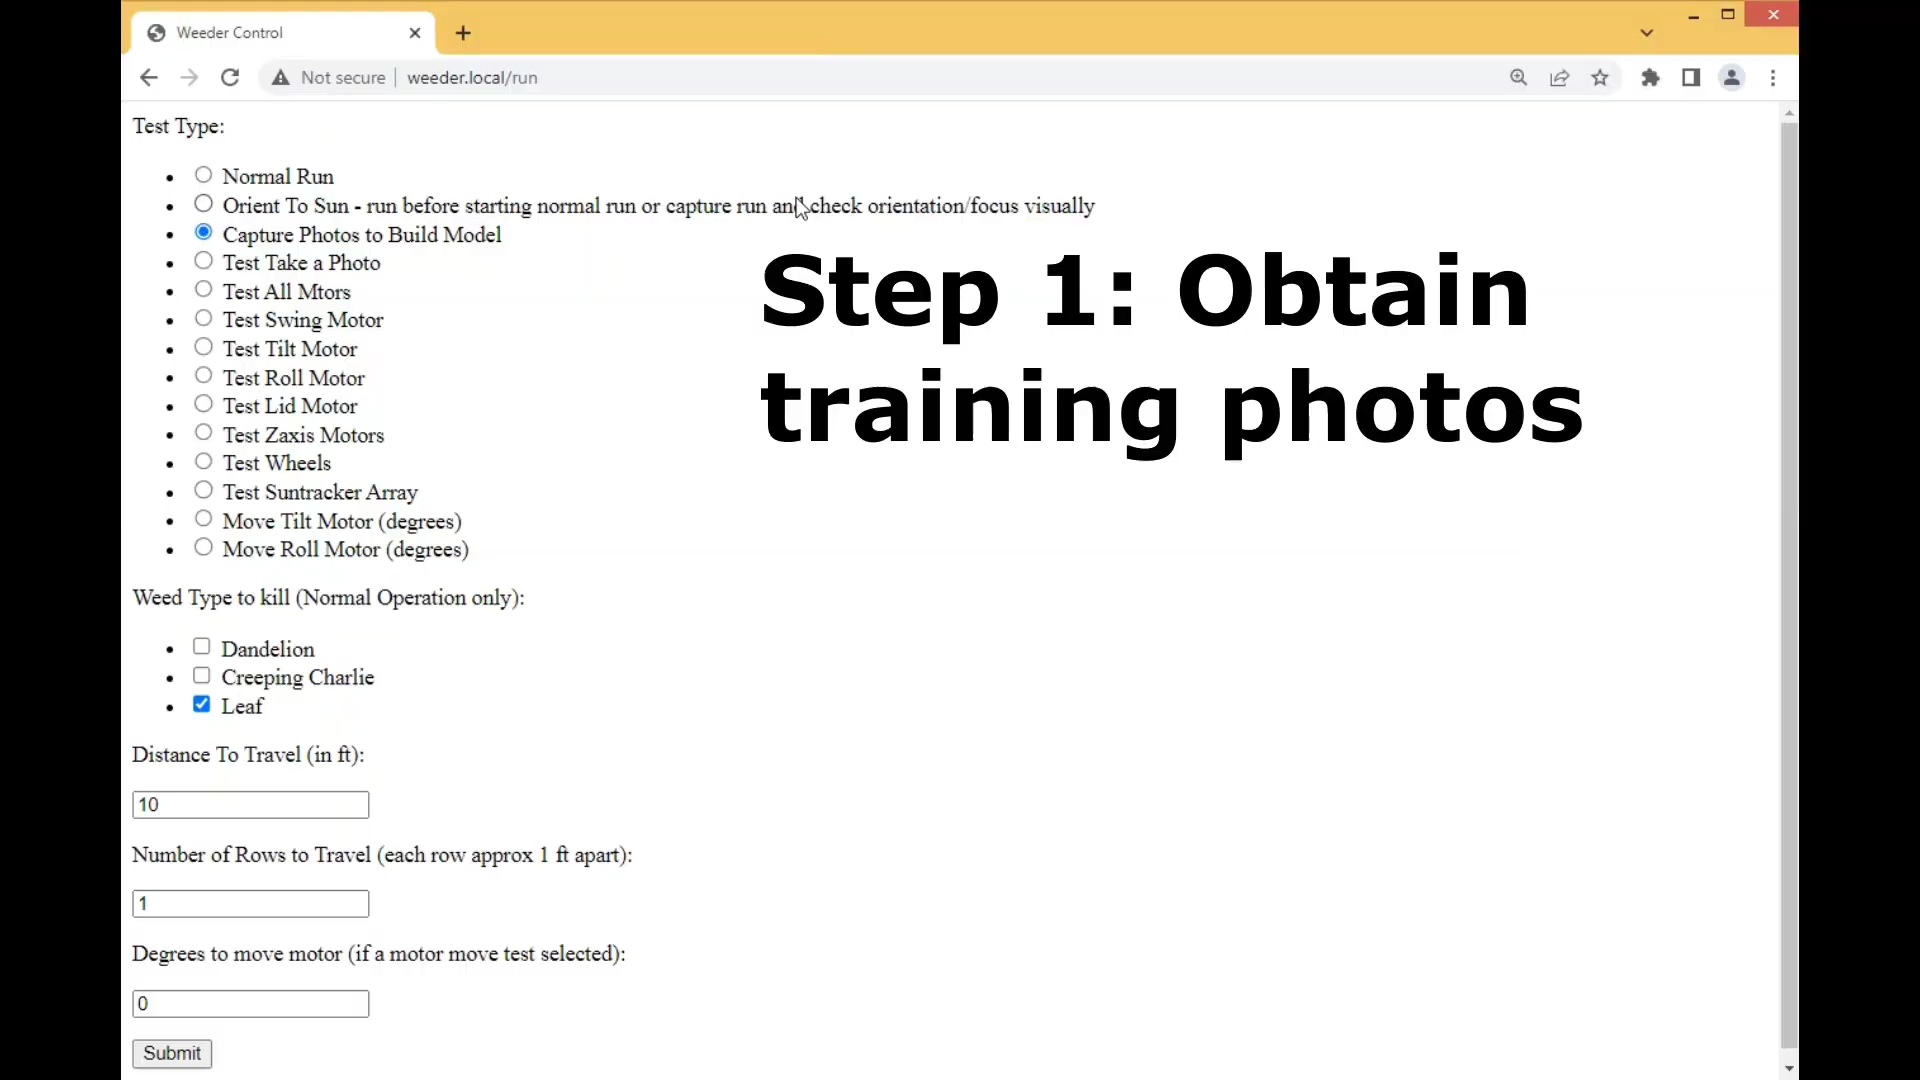 Weeder Control
Not secure
weeder.local/run
Test Type:
Normal Run
Orient To Sun - run before starting normal run or capture run and check orientation/focus visually
Capture Photos to Build Model
Test Take a Photo
Test All Mtors
Test Swing Motor
Test Tilt Motor
Test Roll Motor
Test Lid Motor
Test Zaxis Motors
Test Wheels
Test Suntracker Array
Move Tilt Motor (degrees)
Move Roll Motor (degrees)
Step 1: Obtain
training photos
Weed Type to kill (Normal Operation only):
Dandelion
Creeping Charlie
Leaf
Distance To Travel (in ft):
10
Number of Rows to Travel (each row approx 1 ft apart):
1
Degrees to move motor (if a motor move test selected):
0
Submit